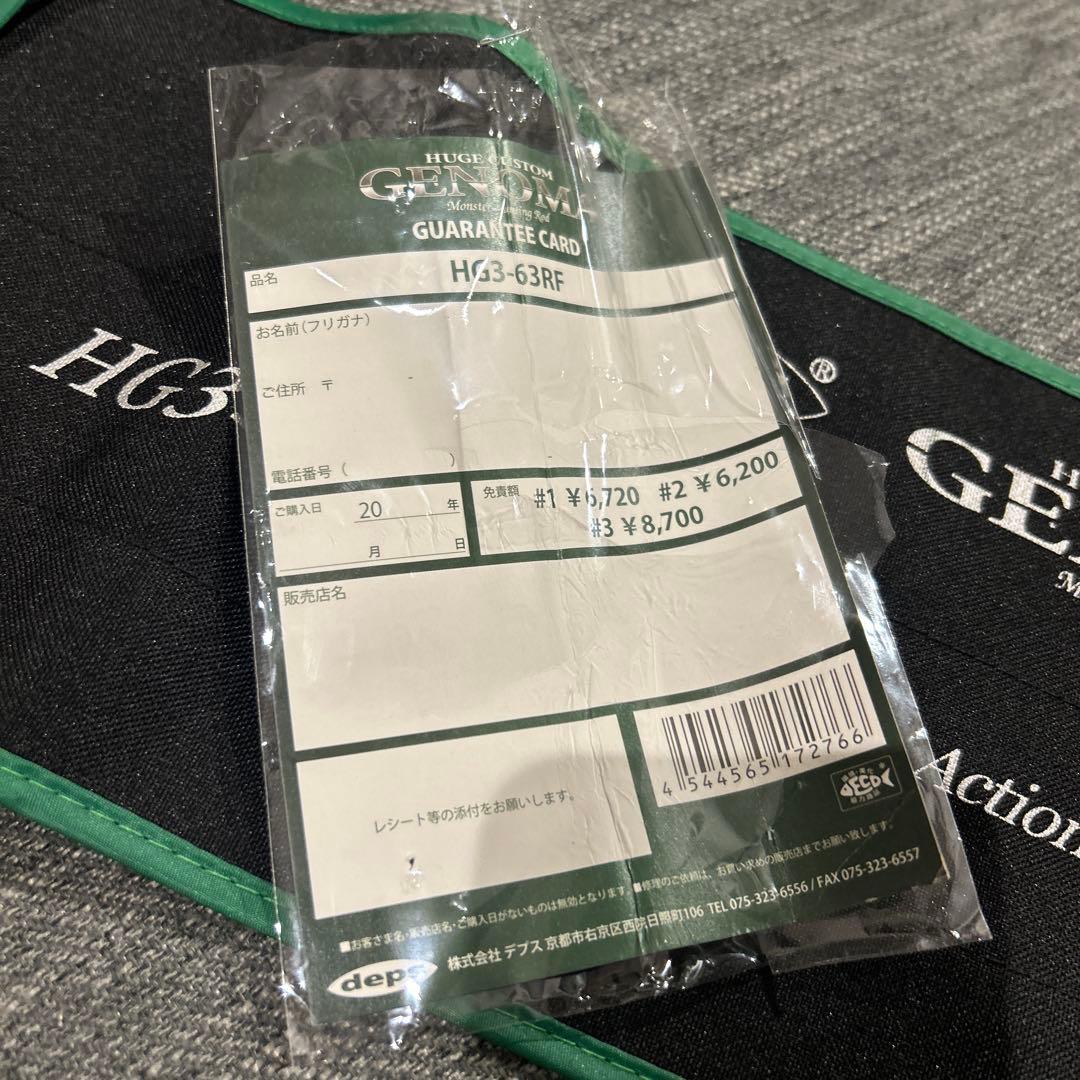 HUGE CUSTOM
GENOM
Monster Hunting Rod
GUARANTEE CARD
品名
HG3-63RF
お名前(フリガナ)
ご住所 〒 -
電話番号 ( ) -
ご購入日 20 年
月 日
免責額 #1 ¥6,720 #2 ¥6,200
#3 ¥8,700
販売店名
レシート等の添付をお願いします。
4 544565 172766
DECO
■お客さま名・販売店名・ご購入日がないものは無効となります。■修理のご依頼は、お買い求めの販売店までお願い致します。
deps
株式会社 デプス 京都市右京区西院日照町106 TEL 075-323-6556 / FAX 075-323-6557
HG3
®
H
GE
M
Action